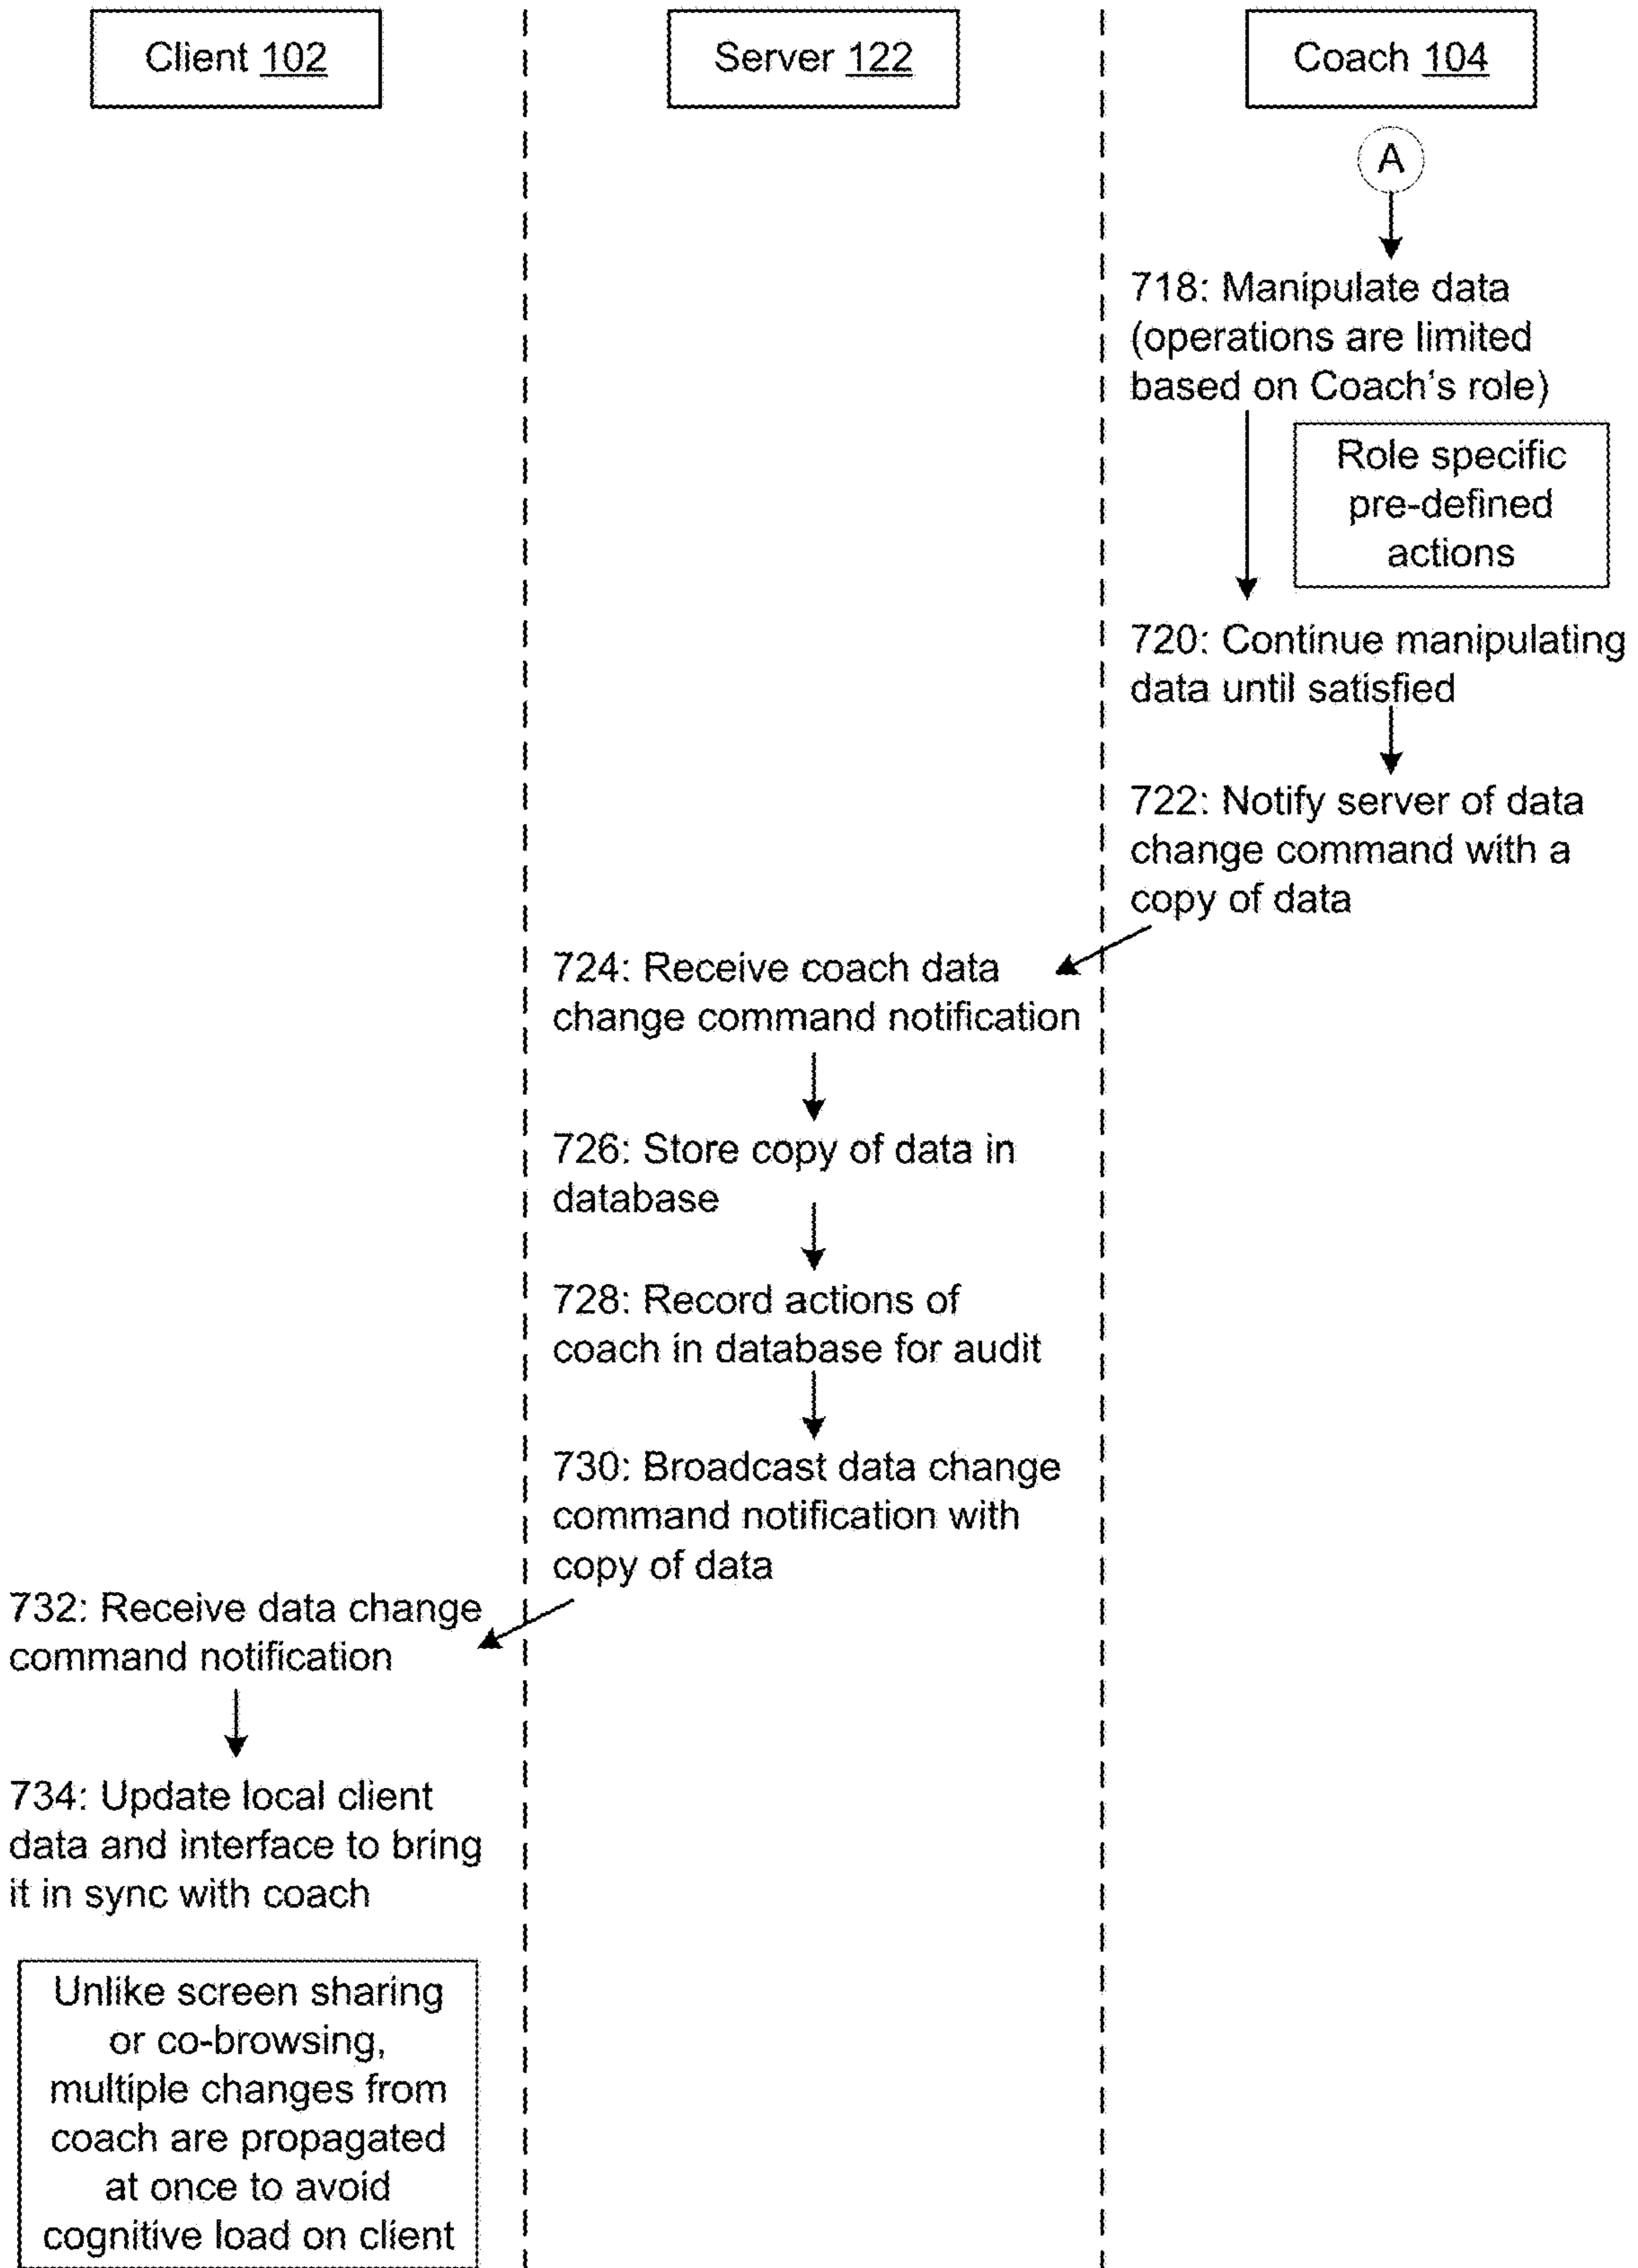 Client 102
Server 122
Coach 104
A
718: Manipulate data
(operations are limited
based on Coach's role)
Role specific
pre-defined
actions
720: Continue manipulating
data until satisfied
722: Notify server of data
change command with a
copy of data
724: Receive coach data
change command notification
726: Store copy of data in
database
728: Record actions of
coach in database for audit
730: Broadcast data change
command notification with
copy of data
732: Receive data change
command notification
734: Update local client
data and interface to bring
it in sync with coach
Unlike screen sharing
or co-browsing,
multiple changes from
coach are propagated
at once to avoid
cognitive load on client